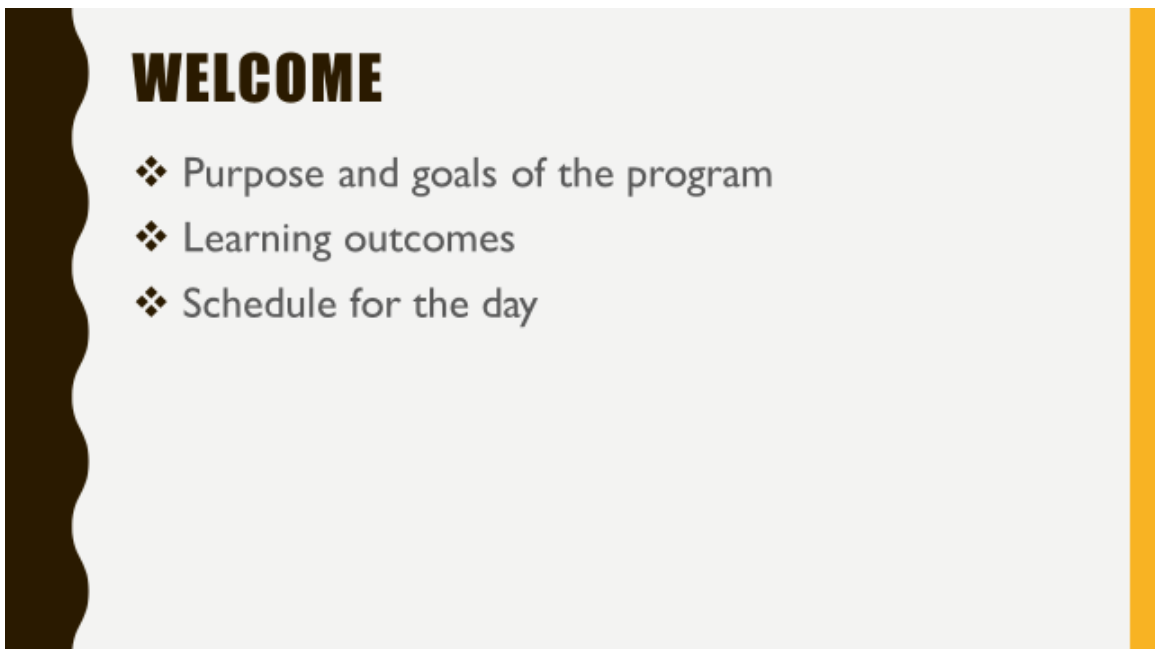 WELCOME
❖ Purpose and goals of the program
❖ Learning outcomes
❖ Schedule for the day